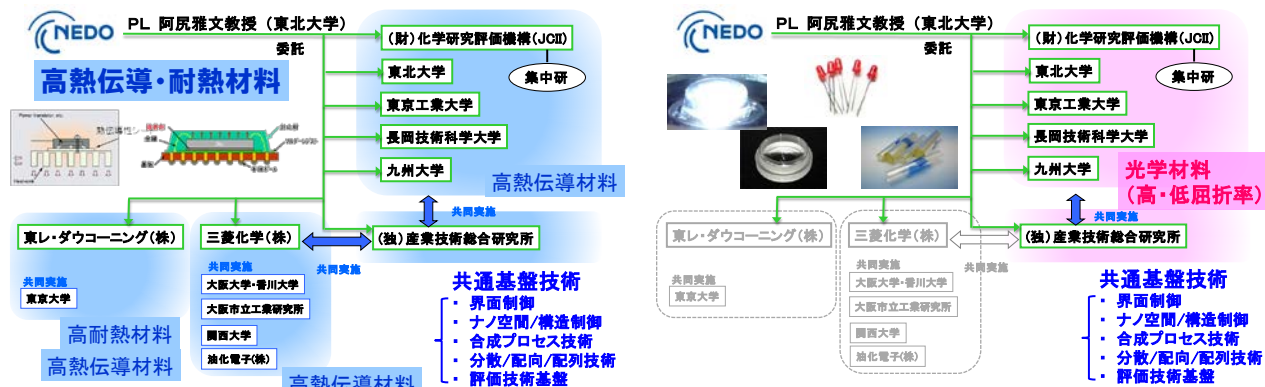 NEDO
PL 阿尻雅文教授（東北大学）
委託
(財)化学研究評価機構(JCII)
集中研
高熱伝導・耐熱材料
東北大学
東京工業大学
長岡技術科学大学
九州大学
高熱伝導材料
共同実施
東レ・ダウコーニング(株)
三菱化学(株)
(独)産業技術総合研究所
共同実施
共同実施
共同実施
東京大学
大阪大学・香川大学
大阪市立工業研究所
関西大学
油化電子(株)
高耐熱材料
高熱伝導材料
高熱伝導材料
共通基盤技術
・ 界面制御
・ ナノ空間/構造制御
・ 合成プロセス技術
・ 分散/配向/配列技術
・ 評価技術基盤
NEDO
PL 阿尻雅文教授（東北大学）
委託
(財)化学研究評価機構(JCII)
集中研
東北大学
東京工業大学
長岡技術科学大学
九州大学
光学材料
(高・低屈折率)
共同実施
東レ・ダウコーニング(株)
三菱化学(株)
(独)産業技術総合研究所
共同実施
共同実施
共同実施
東京大学
大阪大学・香川大学
大阪市立工業研究所
関西大学
油化電子(株)
共通基盤技術
・ 界面制御
・ ナノ空間/構造制御
・ 合成プロセス技術
・ 分散/配向/配列技術
・ 評価技術基盤